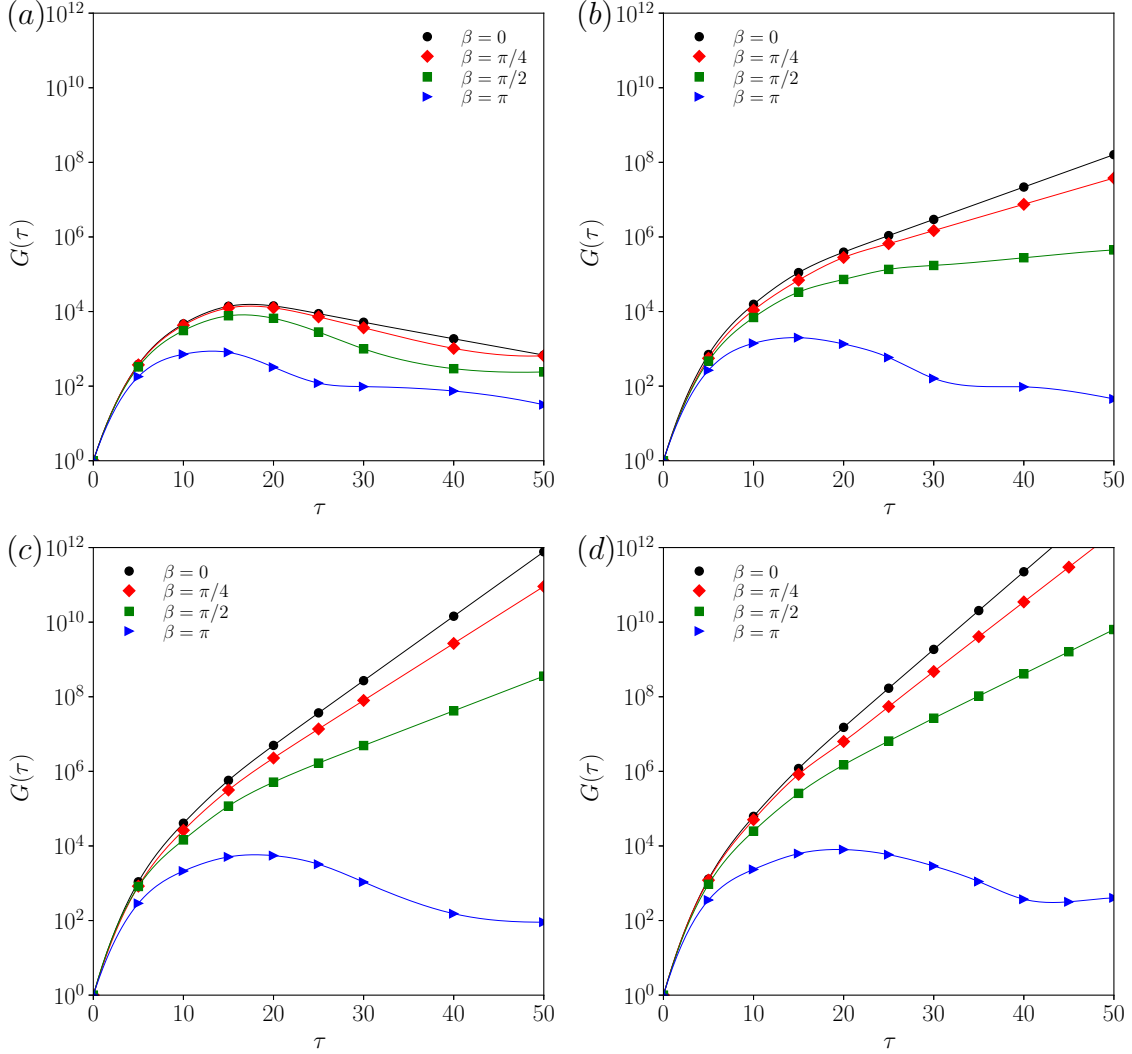 (a)
10^12
10^10
10^8
10^6
10^4
10^2
10^0
G(τ)
β = 0
β = π/4
β = π/2
β = π
0 10 20 30 40 50
τ
(b)
10^12
10^10
10^8
10^6
10^4
10^2
10^0
G(τ)
β = 0
β = π/4
β = π/2
β = π
0 10 20 30 40 50
τ
(c)
10^12
10^10
10^8
10^6
10^4
10^2
10^0
G(τ)
β = 0
β = π/4
β = π/2
β = π
0 10 20 30 40 50
τ
(d)
10^12
10^10
10^8
10^6
10^4
10^2
10^0
G(τ)
β = 0
β = π/4
β = π/2
β = π
0 10 20 30 40 50
τ